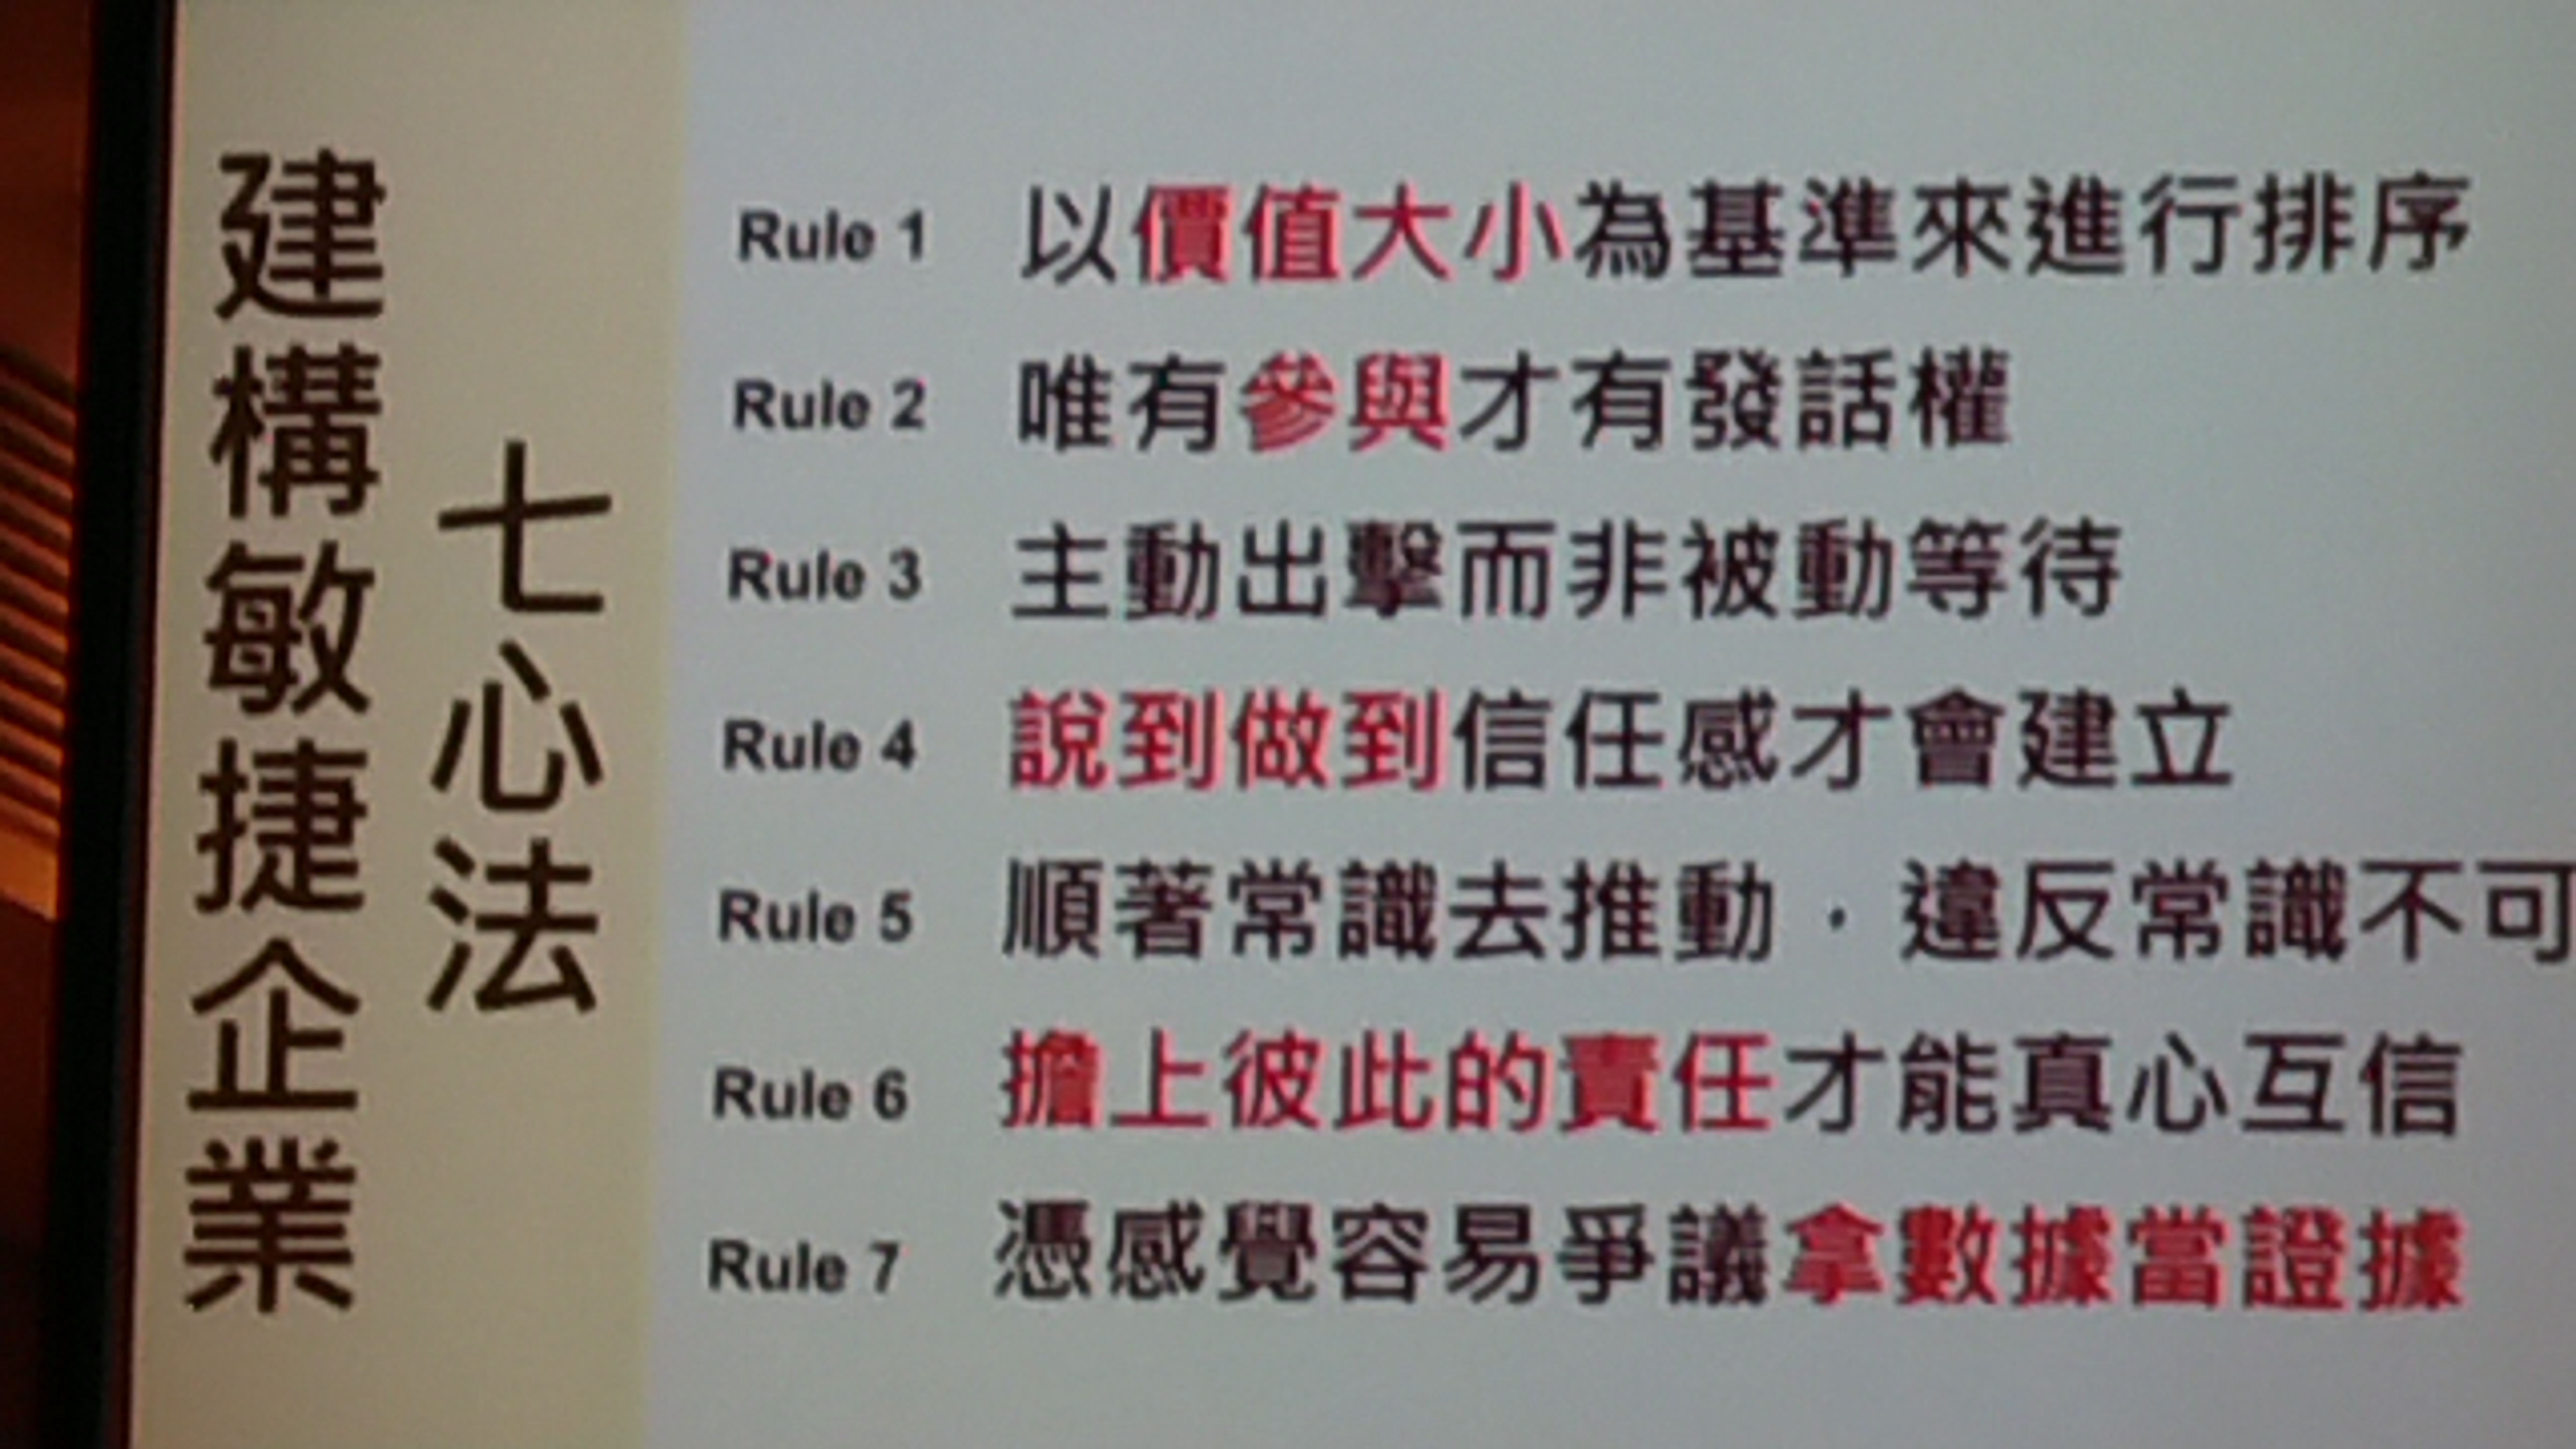 建構敏捷企業
七心法
Rule 1 以價值大小為基準來進行排序
Rule 2 唯有參與才有發話權
Rule 3 主動出擊而非被動等待
Rule 4 說到做到信任感才會建立
Rule 5 順著常識去推動，違反常識不可
Rule 6 擔上彼此的責任才能真心互信
Rule 7 憑感覺容易爭議拿數據當證據